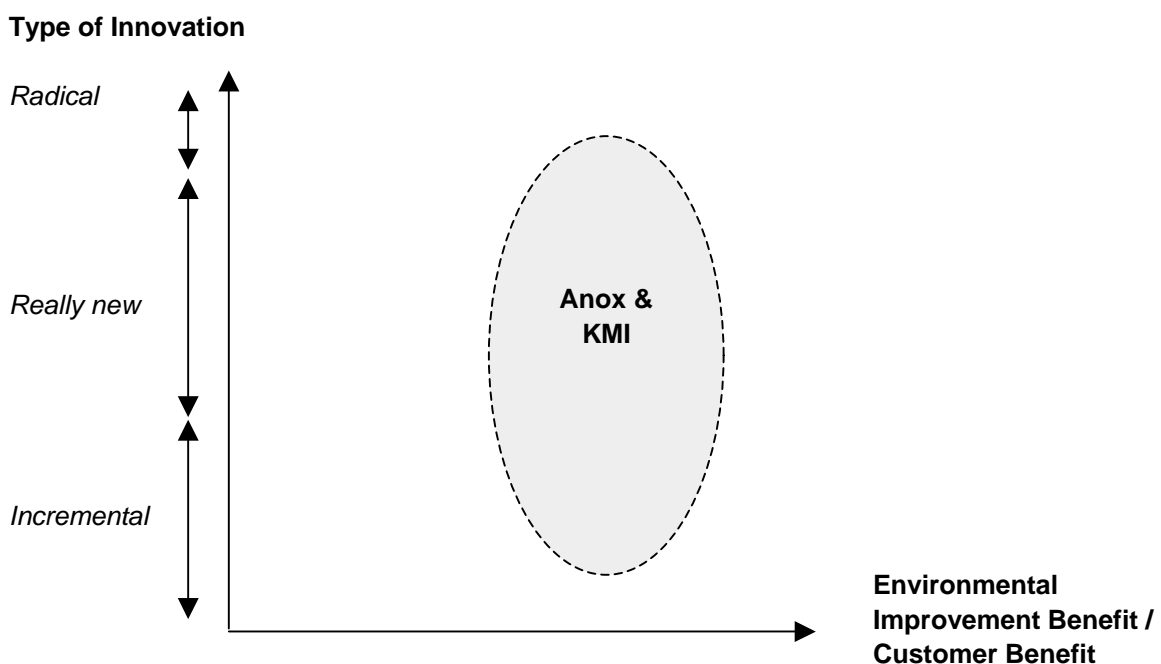 Type of Innovation
Radical
Really new
Incremental
Anox &
KMI
Environmental
Improvement Benefit /
Customer Benefit